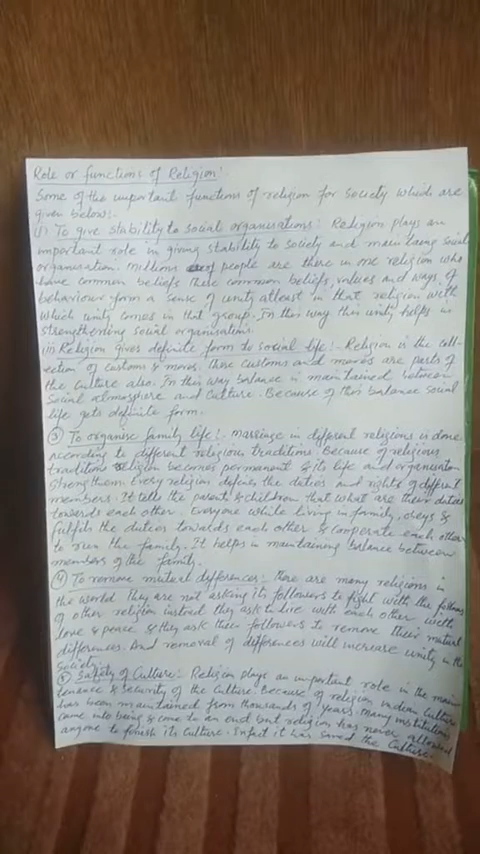 Role or functions of Religion!
Some of the important functions of religion for Society which are
given below:-
(i) To give stability to social organisations: Religion plays an
important role in giving stability to society and maintaing social
organisation. millions of people are there in one religion who
have common beliefs these common beliefs, values and ways of
behaviour form a sense of unity atleast in that religion with
which unity comes in that group. In this way this unity helps in
strengthening social organisations.
(ii) Religion gives definite form to social life:- Religion is the coll-
ection of customs & mores. These customs and mores are parts of
the culture also. In this way balance is maintained between
Social atmosphere and Culture. Because of this balance social
life gets definite form.
③ To organise family life!. Marriage in different religions is done
According to different religious traditions. Because of religious
traditions religion becomes permanent & its life and organisation
strengthem. Every religion defines the duties and rights of different
members. It tells the parents & children that what are their duties
towards each other. Everyone while living in family, obeys &
fulfils the duties towards each other & cooperate each other
to run the family. It helps in maintaining balance between
members of the family.
④ To remove mutual differences:- there are many religions in
the world they are not asking its followers to fight with the followers
of other religion instead they ask to live with each other with
love & peace & they ask their followers to remove their mutual
differences. And removal of differences will increase unity in the
Society.
Safety of Culture: Religion plays an important role in the main
tenance & security of the Culture. Because of religion Indian Culture
has been maintained from thousands of years. Many institutions
came into being & come to an end but religion has never allowed
anyone to finish its Culture. Infact it has saved the Culture.